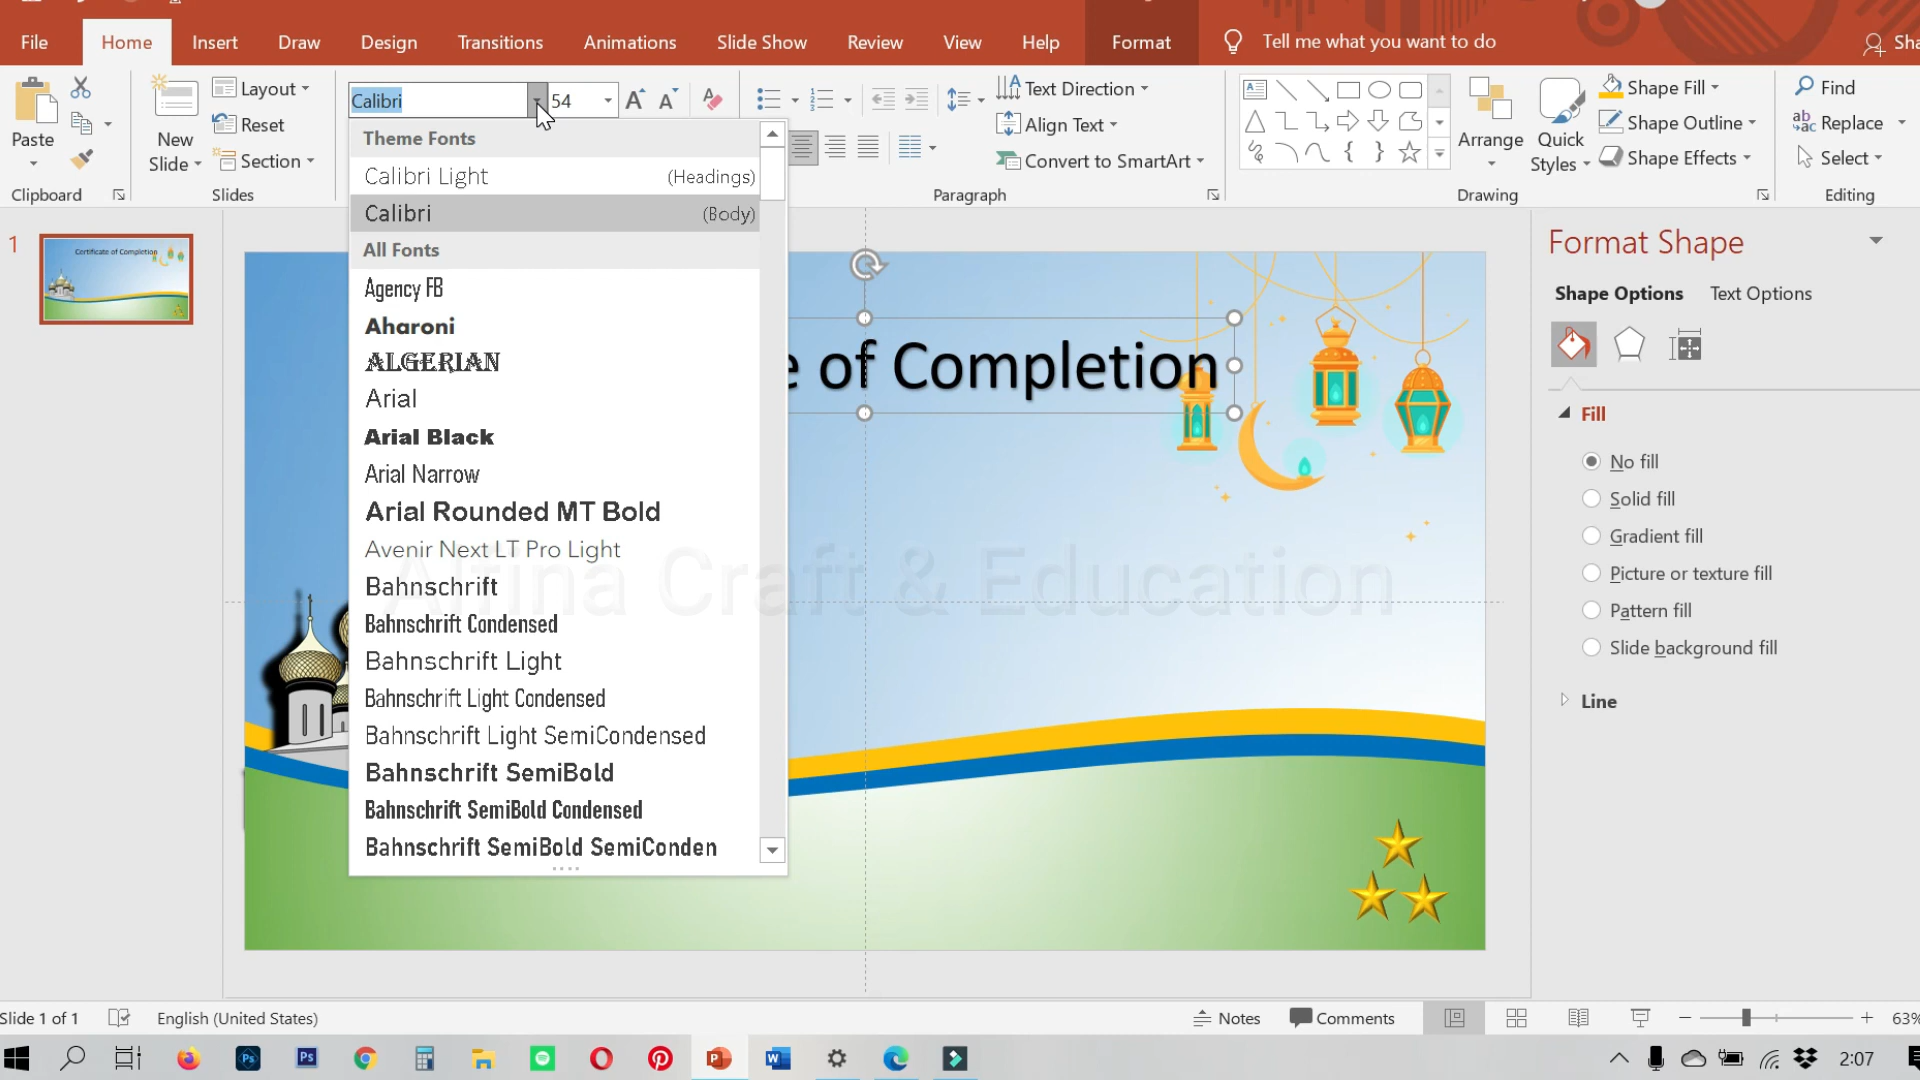 File Home Insert Draw Design Transitions Animations Slide Show Review View Help Format Tell me what you want to do
Paste
Clipboard
New Slide
Layout
Reset
Section
Slides
Calibri 54
Text Direction
Align Text
Convert to SmartArt
Paragraph
Arrange
Quick Styles
Shape Fill
Shape Outline
Shape Effects
Drawing
Find
Replace
Select
Editing
Theme Fonts
Calibri Light (Headings)
Calibri (Body)
All Fonts
Agency FB
Aharoni
ALGERIAN
Arial
Arial Black
Arial Narrow
Arial Rounded MT Bold
Avenir Next LT Pro Light
Bahnschrift
Bahnschrift Condensed
Bahnschrift Light
Bahnschrift Light Condensed
Bahnschrift Light SemiCondensed
Bahnschrift SemiBold
Bahnschrift SemiBold Condensed
Bahnschrift SemiBold SemiConden
1
Certificate of Completion
e of Completion
Alfina Craft & Education
Format Shape
Shape Options Text Options
Fill
No fill
Solid fill
Gradient fill
Picture or texture fill
Pattern fill
Slide background fill
Line
Slide 1 of 1 English (United States) Notes Comments 63%
2:07